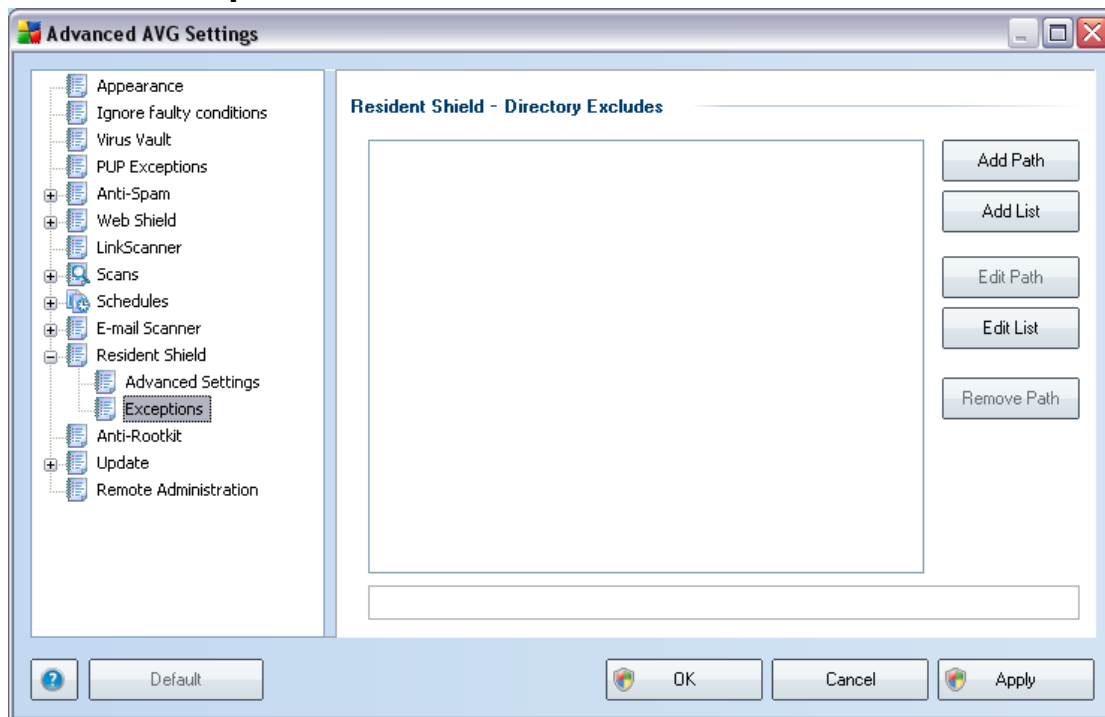 Advanced AVG Settings
Appearance
Ignore faulty conditions
Virus Vault
PUP Exceptions
Anti-Spam
Web Shield
LinkScanner
Scans
Schedules
E-mail Scanner
Resident Shield
Advanced Settings
Exceptions
Anti-Rootkit
Update
Remote Administration
Resident Shield - Directory Excludes
Add Path
Add List
Edit Path
Edit List
Remove Path
Default
OK
Cancel
Apply